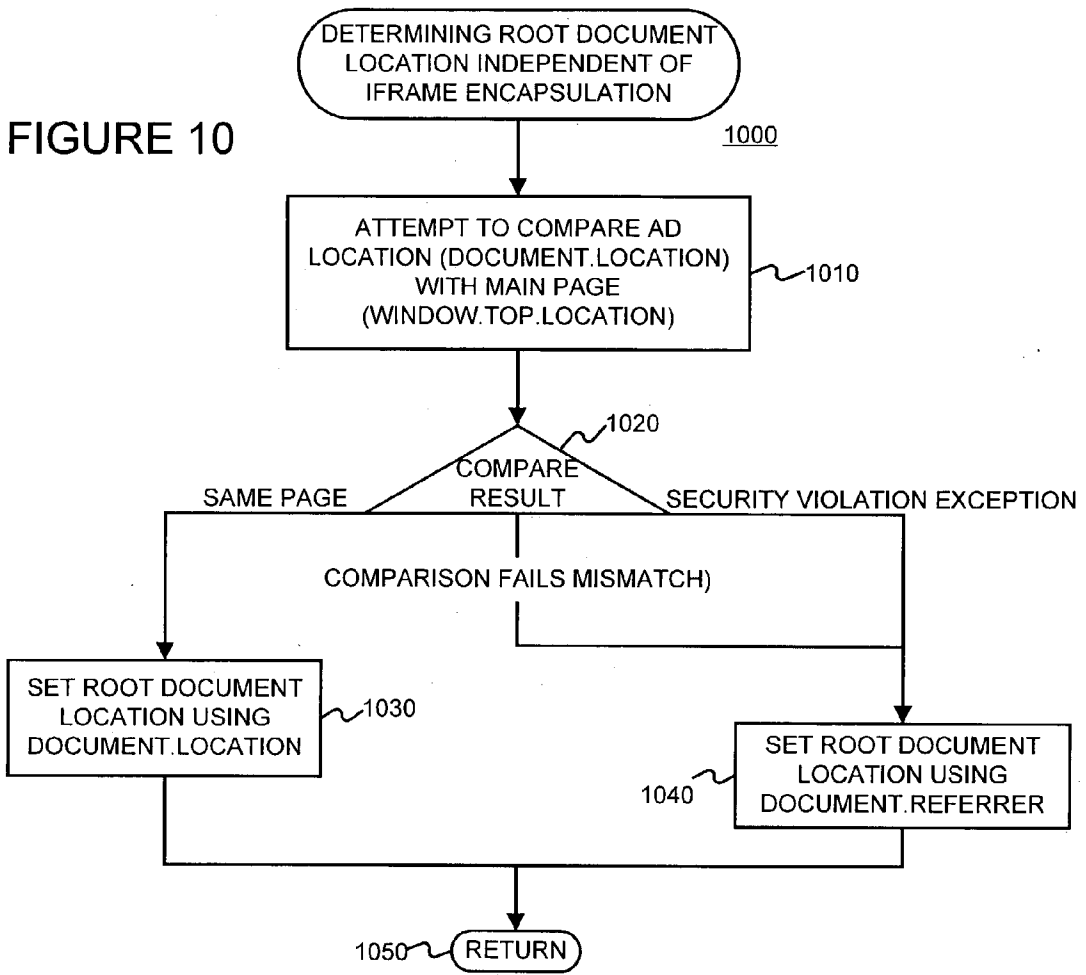 DETERMINING ROOT DOCUMENT
LOCATION INDEPENDENT OF
IFRAME ENCAPSULATION
FIGURE 10
1000
ATTEMPT TO COMPARE AD
LOCATION (DOCUMENT.LOCATION)
WITH MAIN PAGE
(WINDOW.TOP.LOCATION)
1010
1020
COMPARE
RESULT
SAME PAGE
SECURITY VIOLATION EXCEPTION
COMPARISON FAILS MISMATCH)
SET ROOT DOCUMENT
LOCATION USING
DOCUMENT.LOCATION
1030
SET ROOT DOCUMENT
LOCATION USING
DOCUMENT.REFERRER
1040
1050
RETURN